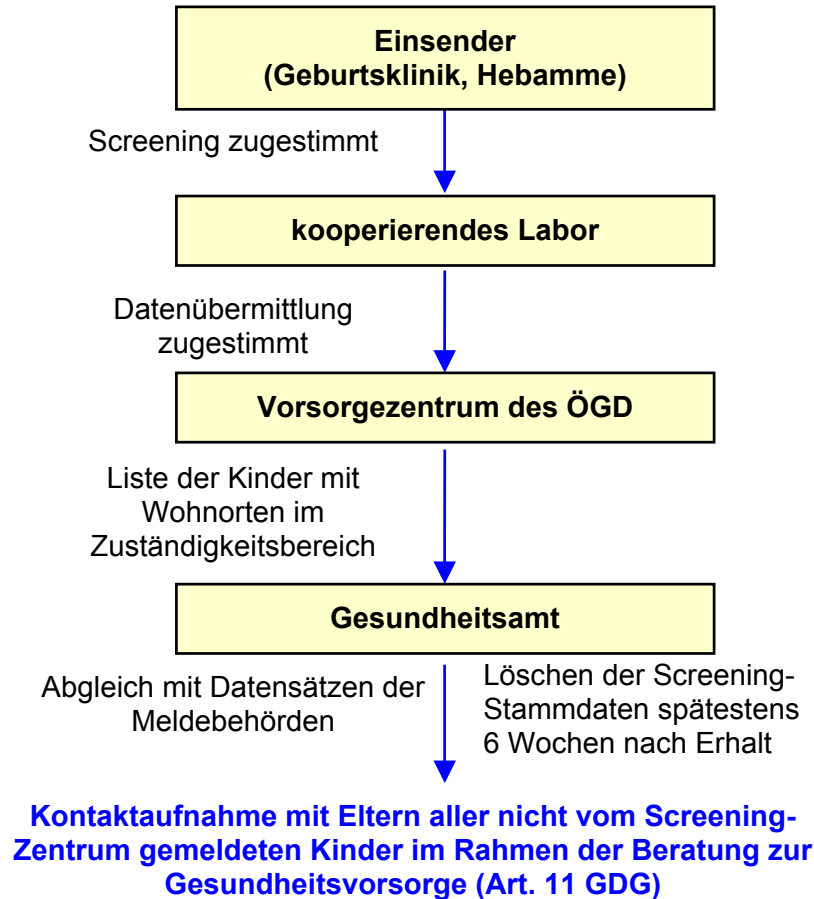 Einsender
(Geburtsklinik, Hebamme)
Screening zugestimmt
kooperierendes Labor
Datenübermittlung
zugestimmt
Vorsorgezentrum des ÖGD
Liste der Kinder mit
Wohnorten im
Zuständigkeitsbereich
Gesundheitsamt
Abgleich mit Datensätzen der
Meldebehörden
Löschen der Screening-
Stammdaten spätestens
6 Wochen nach Erhalt
Kontaktaufnahme mit Eltern aller nicht vom Screening-
Zentrum gemeldeten Kinder im Rahmen der Beratung zur
Gesundheitsvorsorge (Art. 11 GDG)